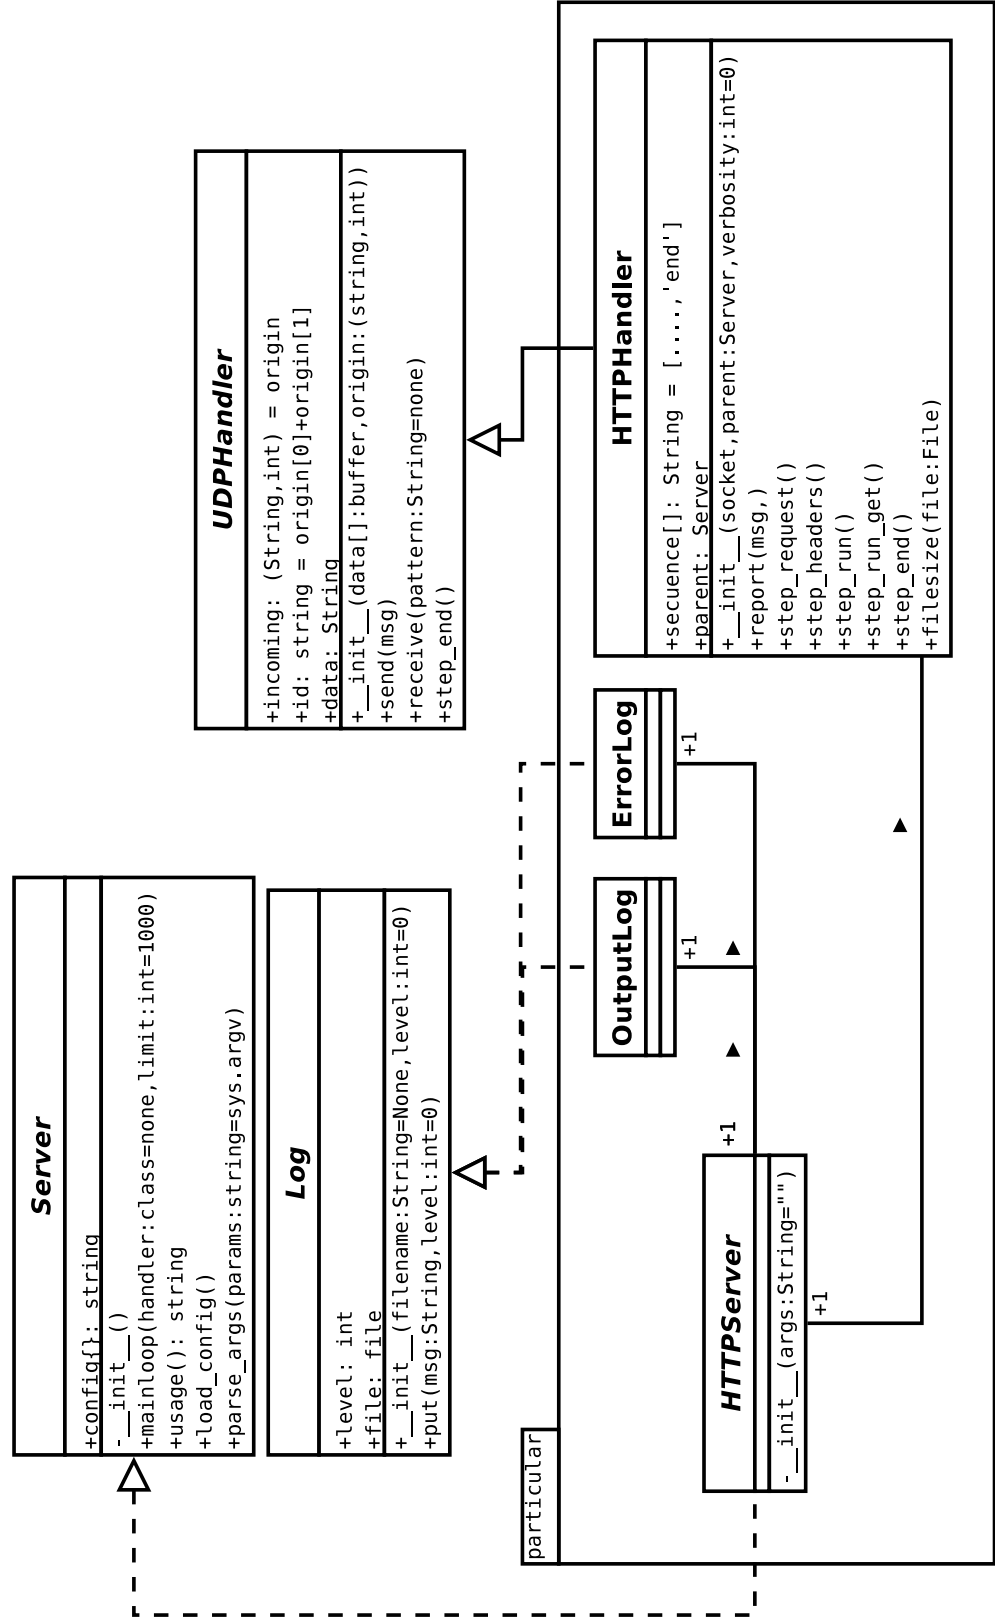 Server
+config{}: string
-__init__()
+mainloop(handler:class=none,limit:int=1000)
+usage(): string
+load_config()
+parse_args(params:string=sys.argv)
UDPHandler
+incoming: (String,int) = origin
+id: string = origin[0]+origin[1]
+data: String
+__init__(data[]:buffer,origin:(string,int))
+send(msg)
+receive(pattern:String=none)
+step_end()
Log
+level: int
+file: file
+__init__(filename:String=None,level:int=0)
+put(msg:String,level:int=0)
particular
OutputLog
+1
ErrorLog
+1
HTTPHandler
+secuence[]: String = [....,'end']
+parent: Server
+__init__(socket,parent:Server,verbosity:int=0)
+report(msg,)
+step_request()
+step_headers()
+step_run()
+step_run_get()
+step_end()
+filesize(file:File)
HTTPServer
-__init__(args:String="")
+1
+1